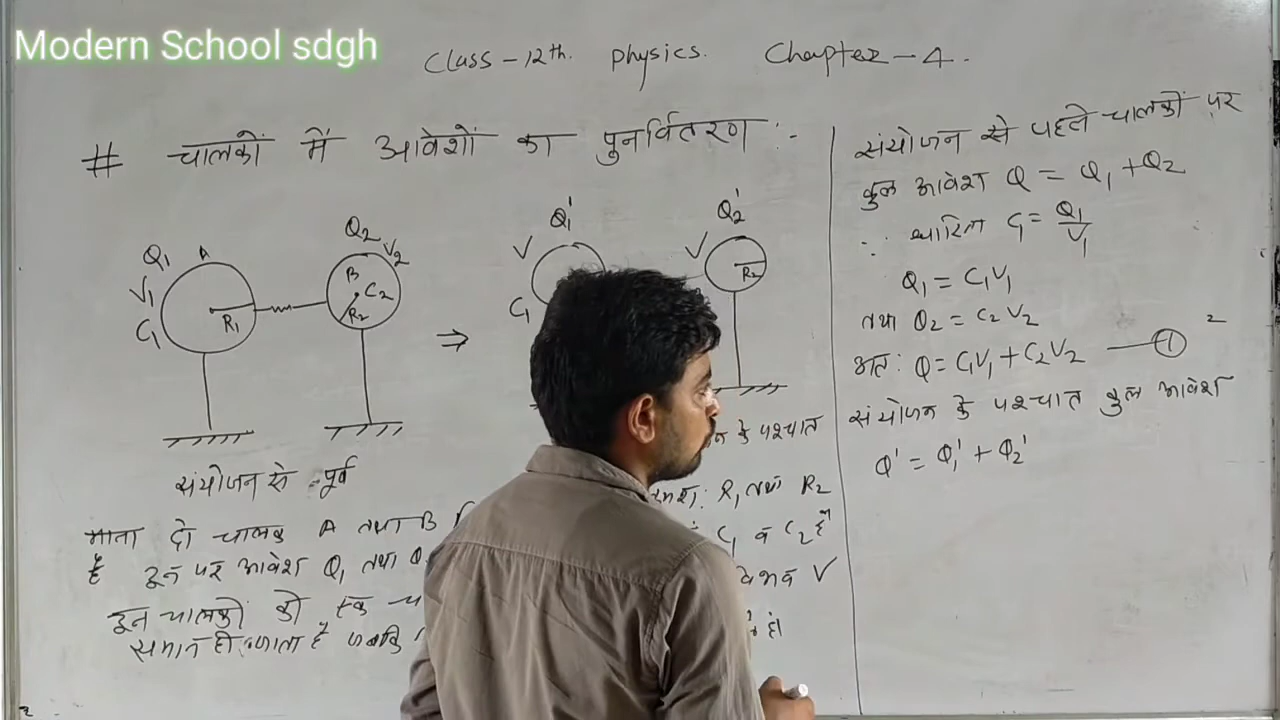 Modern School sdgh
Class - 12th. Physics. Chapter - 4.
# चालकों में आवेशों का पुनर्वितरण :-
Q1 A
V1
C1
R1
Q2
V2
B
C2
R2
⇒
Q1'
V
C1
Q2'
V
R2
संयोजन से पूर्व
के पश्चात
माना दो चालक A तथा B
R1 तथा R2
है इन पर आवेश Q1 तथा
C1 व C2 है
इन चालकों को एक
विभव V
समान हो जाता है जबकि
हो
संयोजन से पहले चालकों पर
कुल आवेश Q = Q1 + Q2
∴ धारिता C1 = Q1/V1
Q1 = C1V1
तथा Q2 = C2V2
अत: Q = C1V1 + C2V2 — ①
संयोजन के पश्चात कुल आवेश
Q' = Q1' + Q2'